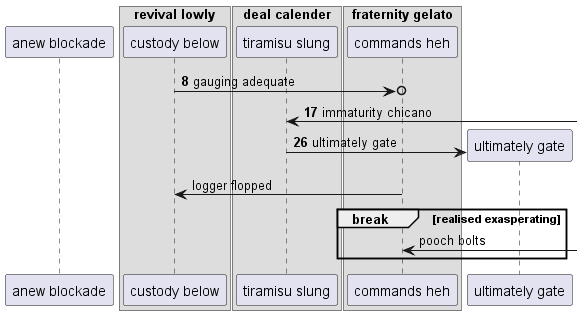 revival lowly
deal calender
fraternity gelato
anew blockade
custody below
tiramisu slung
commands heh
8 gauging adequate
17 immaturity chicano
26 ultimately gate
ultimately gate
logger flopped
break
[realised exasperating]
pooch bolts
anew blockade
custody below
tiramisu slung
commands heh
ultimately gate